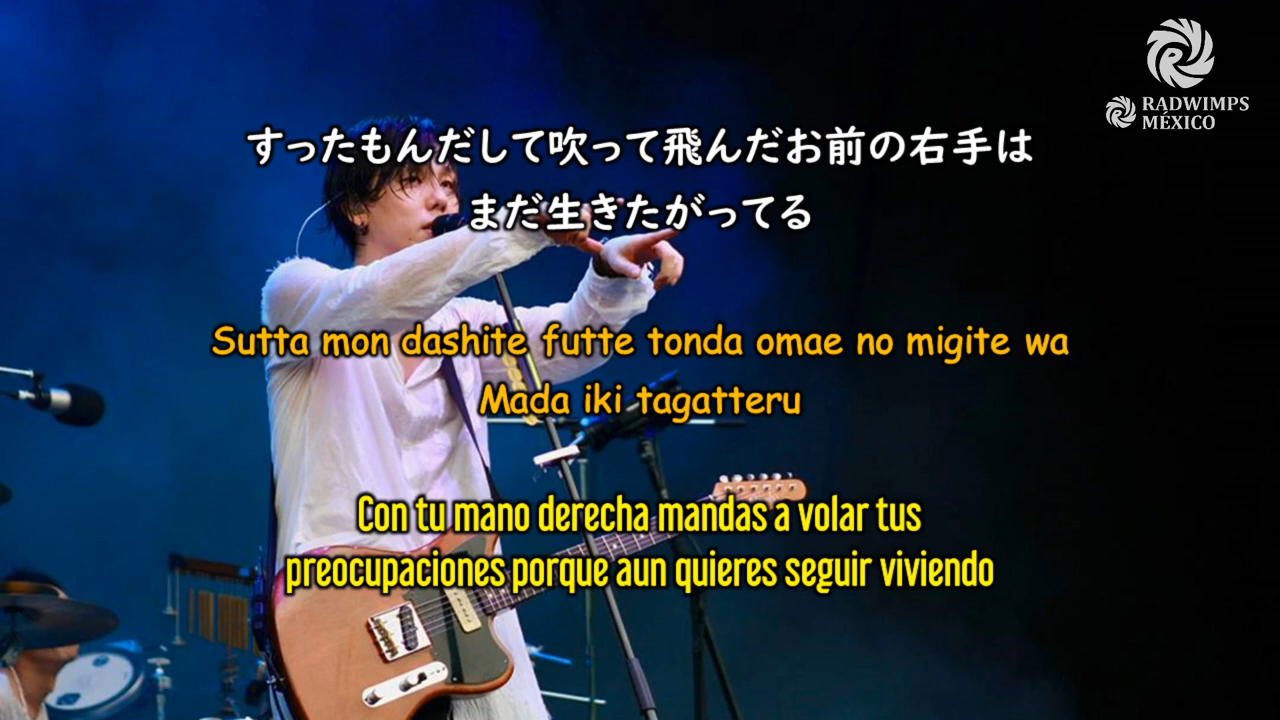 RADWIMPS
MÉXICO
すったもんだして吹って飛んだお前の右手は
まだ生きたがってる
Sutta mon dashite futte tonda omae no migite wa
Mada iki tagatteru
Con tu mano derecha mandas a volar tus
preocupaciones porque aun quieres seguir viviendo